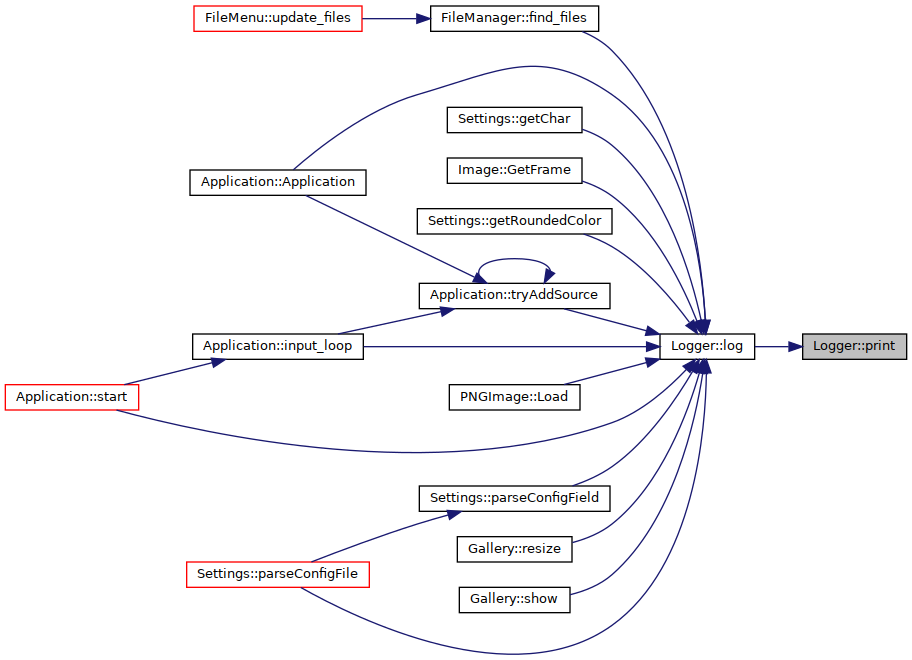 FileMenu::update_files
FileManager::find_files
Settings::getChar
Image::GetFrame
Application::Application
Settings::getRoundedColor
Application::tryAddSource
Application::input_loop
Logger::log
Logger::print
Application::start
PNGImage::Load
Settings::parseConfigField
Gallery::resize
Settings::parseConfigFile
Gallery::show